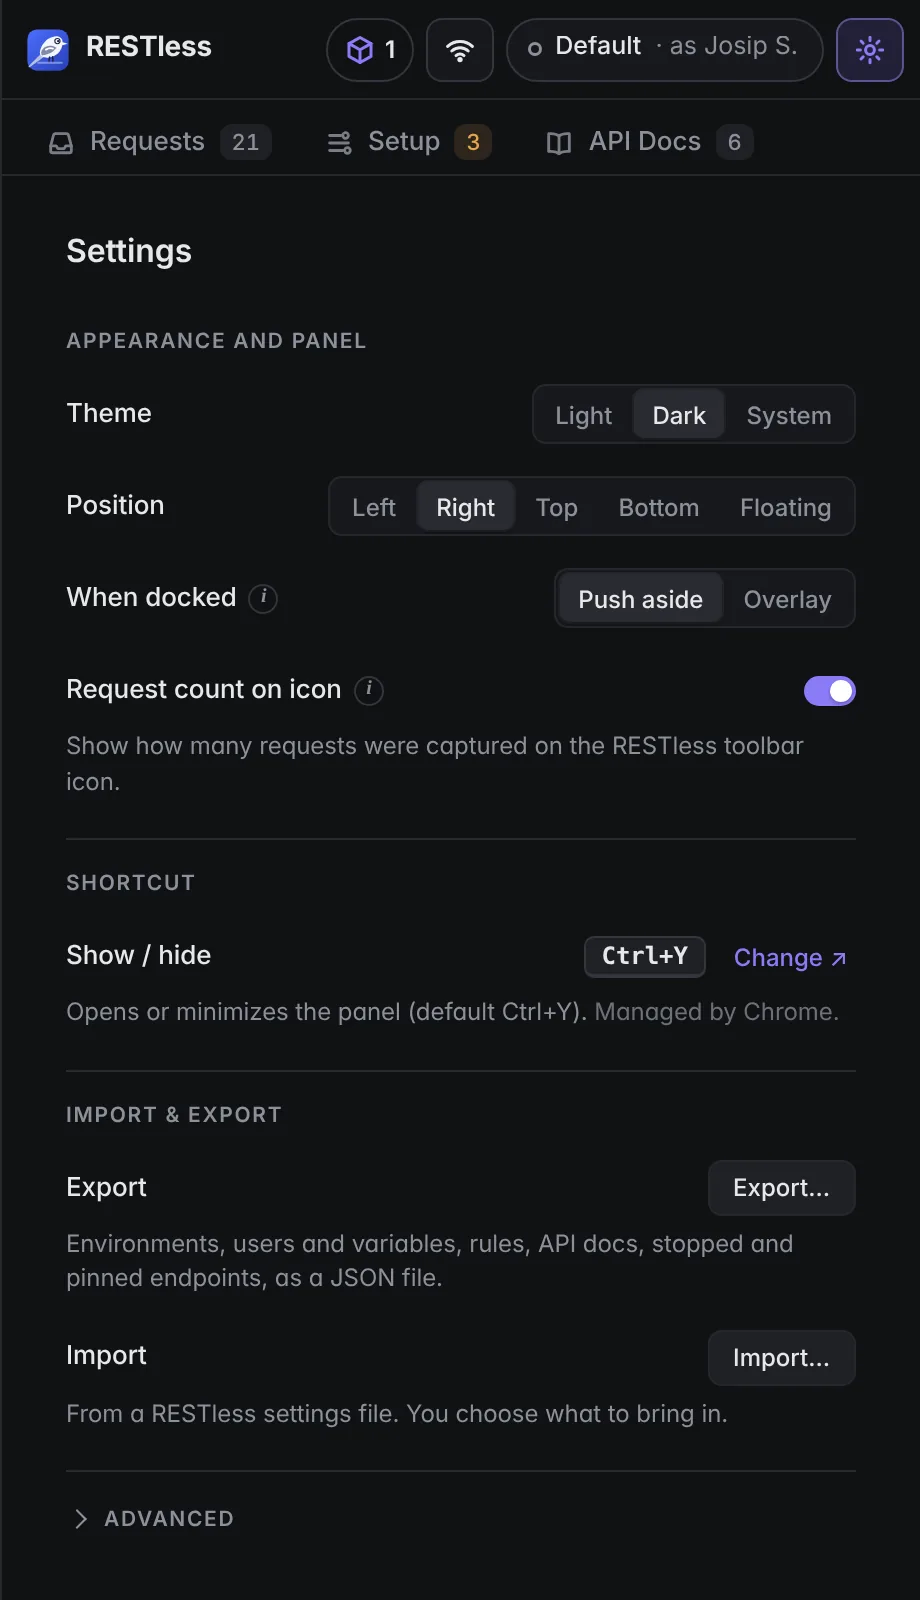 RESTless
1
Default · as Josip S.
Requests 21
Setup 3
API Docs 6
Settings
APPEARANCE AND PANEL
Theme
Light Dark System
Position
Left Right Top Bottom Floating
When docked i
Push aside Overlay
Request count on icon i
Show how many requests were captured on the RESTless toolbar
icon.
SHORTCUT
Show / hide
Ctrl+Y
Change ↗
Opens or minimizes the panel (default Ctrl+Y). Managed by Chrome.
IMPORT & EXPORT
Export
Export...
Environments, users and variables, rules, API docs, stopped and
pinned endpoints, as a JSON file.
Import
Import...
From a RESTless settings file. You choose what to bring in.
ADVANCED